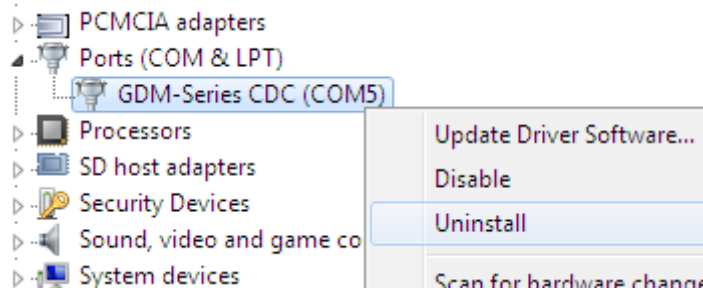 PCMCIA adapters
Ports (COM & LPT)
GDM-Series CDC (COM5)
Processors
SD host adapters
Security Devices
Sound, video and game co
System devices
Update Driver Software...
Disable
Uninstall
Scan for hardware change